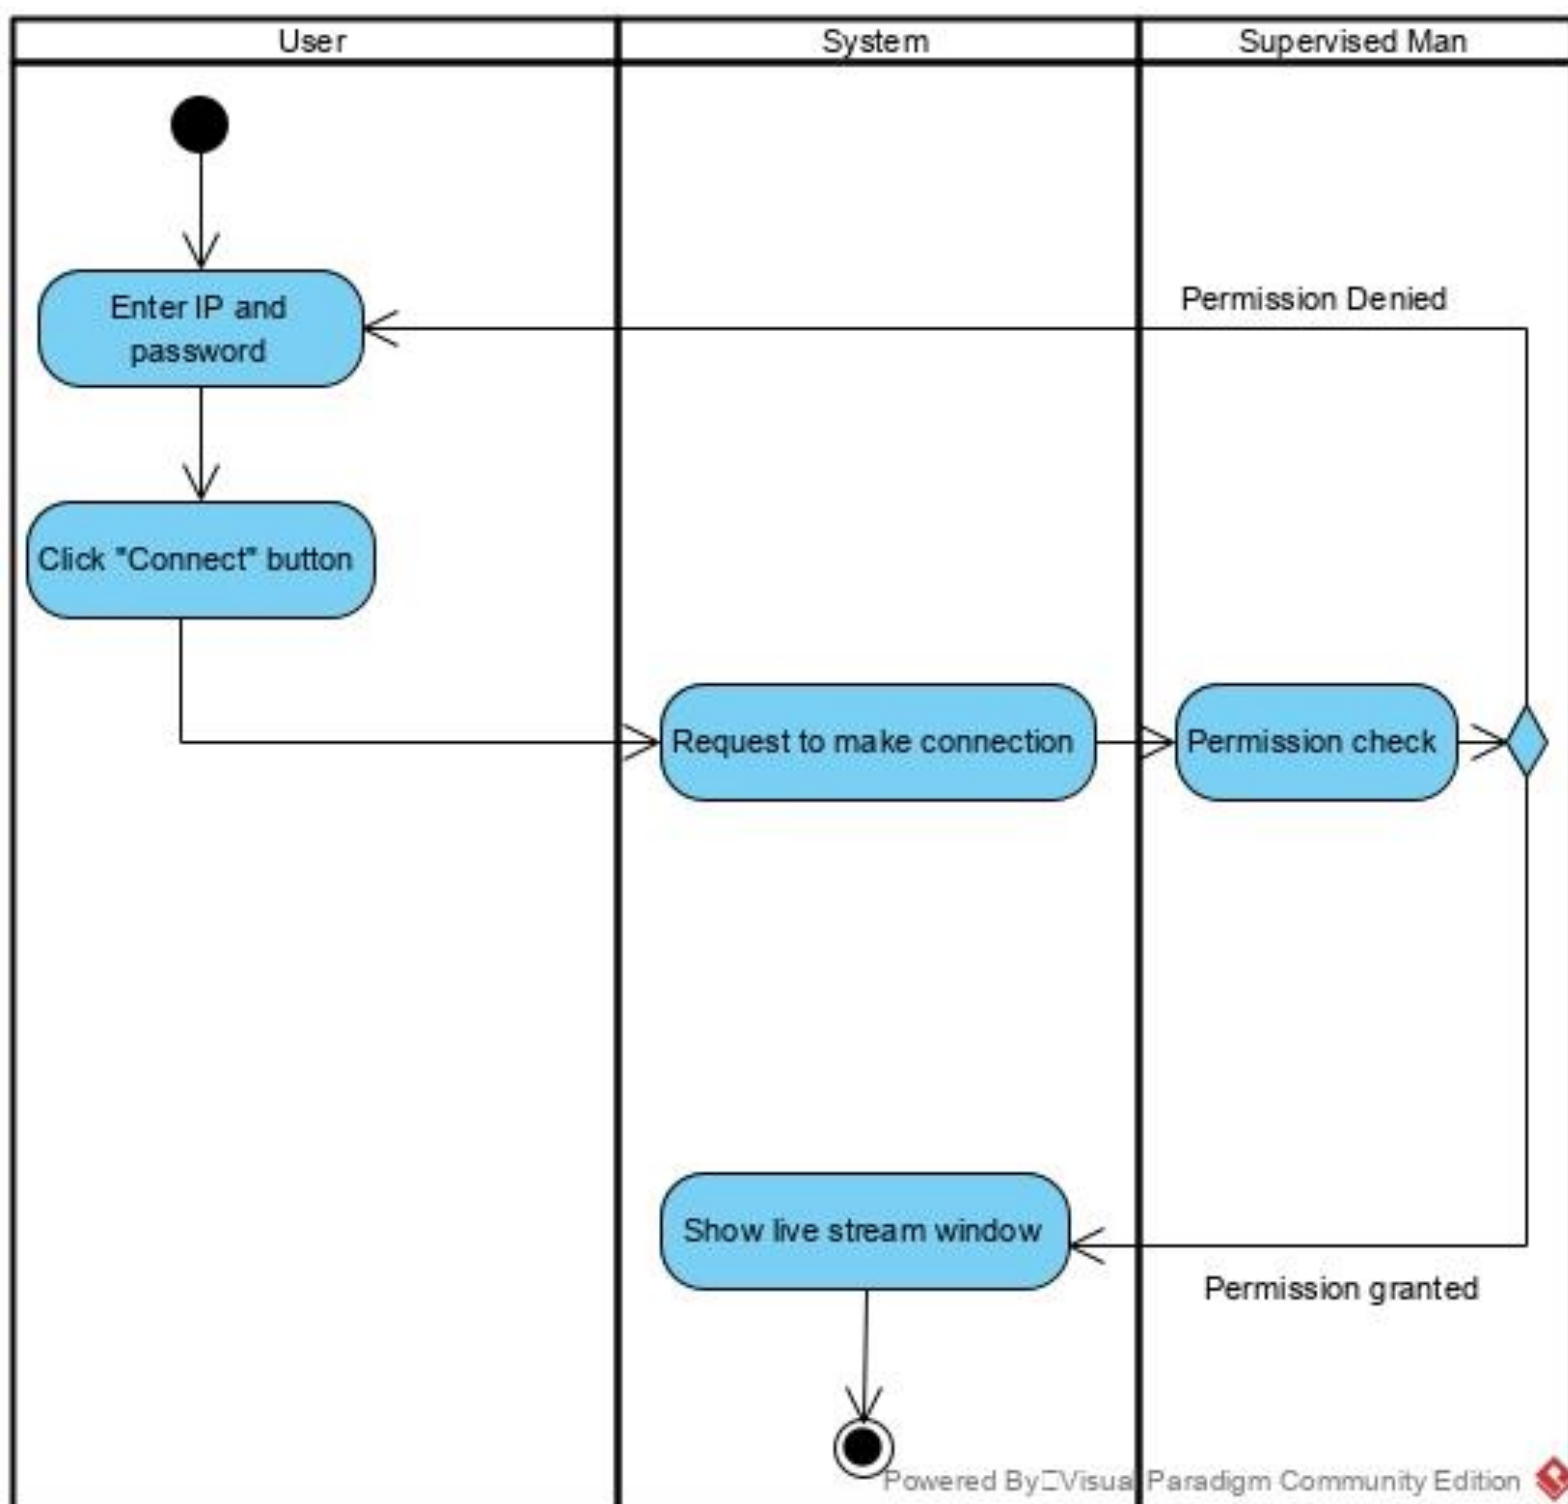 User
System
Supervised Man
Permission Denied
Enter IP and
password
Click "Connect" button
Request to make connection
Permission check
Show live stream window
Permission granted
Powered By Visual Paradigm Community Edition